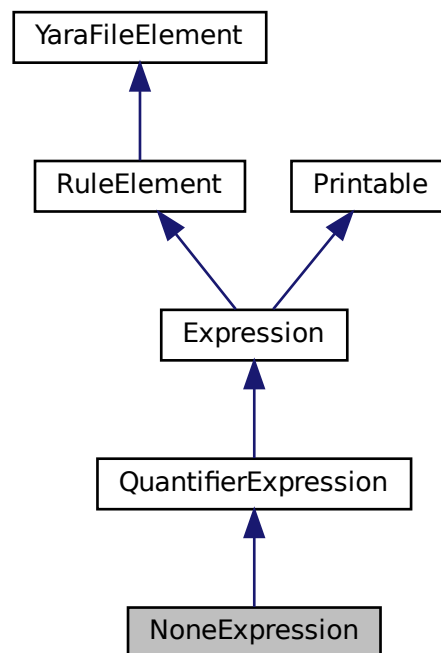 YaraFileElement
RuleElement
Printable
Expression
QuantifierExpression
NoneExpression